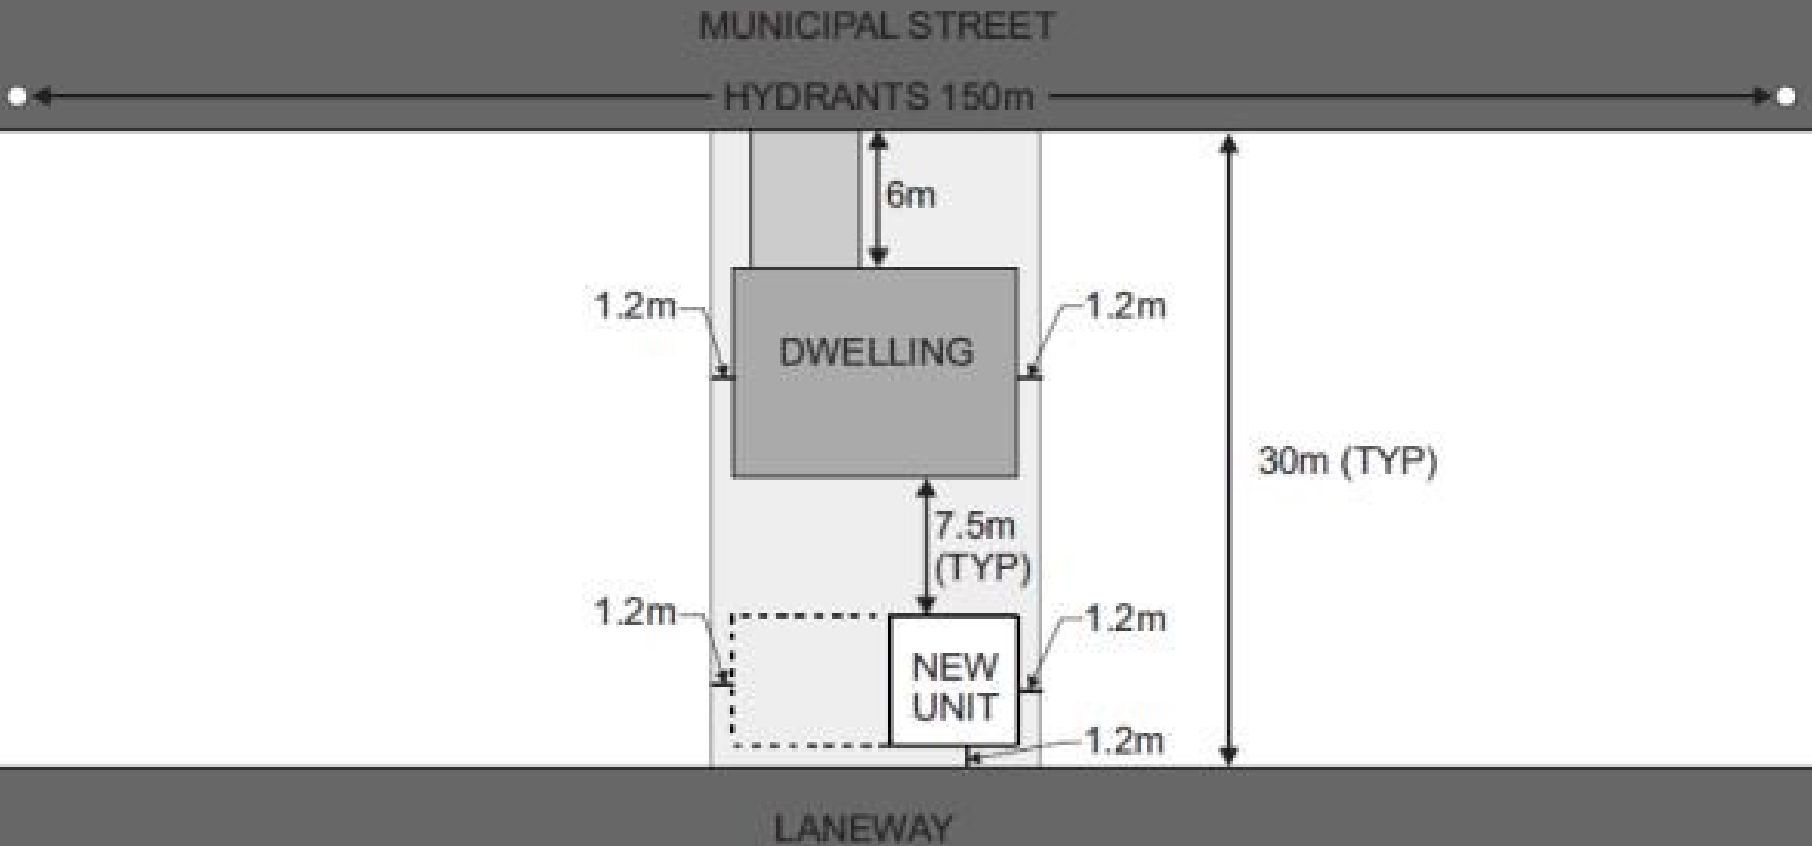 MUNICIPAL STREET
HYDRANTS 150m
6m
1.2m
1.2m
DWELLING
30m (TYP)
7.5m
(TYP)
1.2m
1.2m
NEW
UNIT
1.2m
LANEWAY